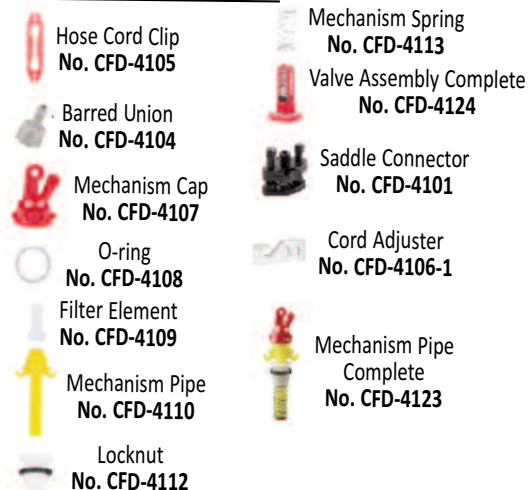 Hose Cord Clip
No. CFD-4105
Barred Union
No. CFD-4104
Mechanism Cap
No. CFD-4107
O-ring
No. CFD-4108
Filter Element
No. CFD-4109
Mechanism Pipe
No. CFD-4110
Locknut
No. CFD-4112
Mechanism Spring
No. CFD-4113
Valve Assembly Complete
No. CFD-4124
Saddle Connector
No. CFD-4101
Cord Adjuster
No. CFD-4106-1
Mechanism Pipe
Complete
No. CFD-4123